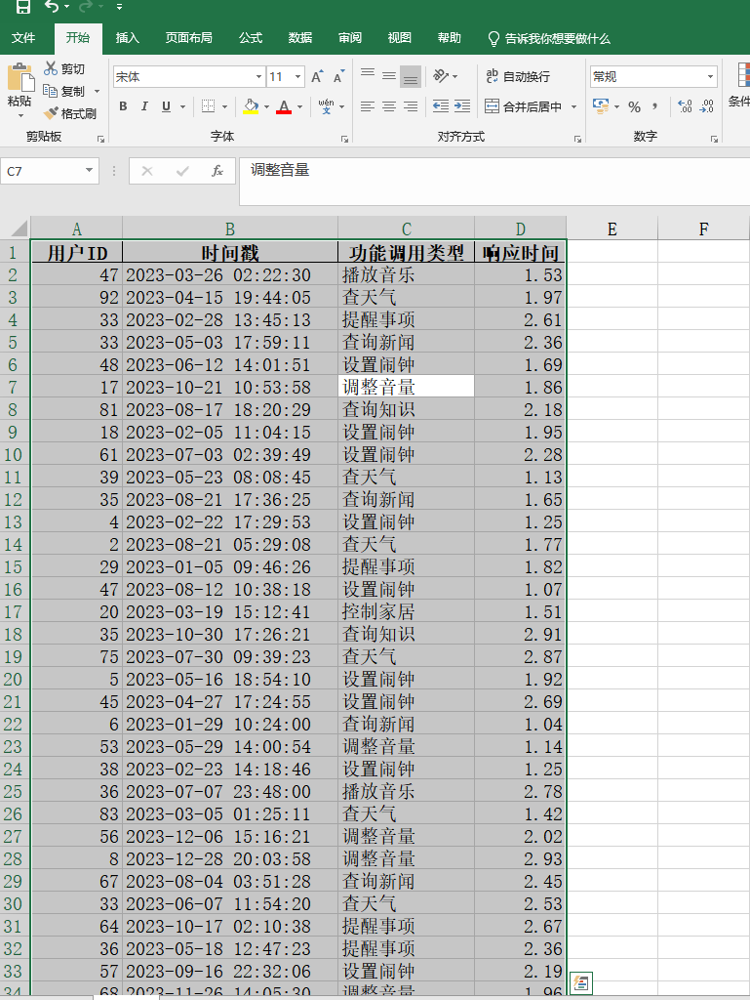 文件 开始 插入 页面布局 公式 数据 审阅 视图 帮助 告诉我你想要做什么
剪切
复制
格式刷
粘贴
宋体 11 A A
B I U A wén 文
ab 自动换行
合并后居中
常规
% , .0 .00
条件
剪贴板 字体 对齐方式 数字
C7 fx 调整音量
A B C D E F
1 用户ID 时间戳 功能调用类型 响应时间
2 47 2023-03-26 02:22:30 播放音乐 1.53
3 92 2023-04-15 19:44:05 查天气 1.97
4 33 2023-02-28 13:45:13 提醒事项 2.61
5 33 2023-05-03 17:59:11 查询新闻 2.36
6 48 2023-06-12 14:01:51 设置闹钟 1.69
7 17 2023-10-21 10:53:58 调整音量 1.86
8 81 2023-08-17 18:20:29 查询知识 2.18
9 18 2023-02-05 11:04:15 设置闹钟 1.95
10 61 2023-07-03 02:39:49 设置闹钟 2.28
11 39 2023-05-23 08:08:45 查天气 1.13
12 35 2023-08-21 17:36:25 查询新闻 1.65
13 4 2023-02-22 17:29:53 设置闹钟 1.25
14 2 2023-08-21 05:29:08 查天气 1.77
15 29 2023-01-05 09:46:26 提醒事项 1.82
16 47 2023-08-12 10:38:18 设置闹钟 1.07
17 20 2023-03-19 15:12:41 控制家居 1.51
18 35 2023-10-30 17:26:21 查询知识 2.91
19 75 2023-07-30 09:39:23 查天气 2.87
20 5 2023-05-16 18:54:10 设置闹钟 1.92
21 45 2023-04-27 17:24:55 设置闹钟 2.69
22 6 2023-01-29 10:24:00 查询新闻 1.04
23 53 2023-05-29 14:00:54 调整音量 1.14
24 38 2023-02-23 14:18:46 设置闹钟 1.25
25 36 2023-07-07 23:48:00 播放音乐 2.78
26 83 2023-03-05 01:25:11 查天气 1.42
27 56 2023-12-06 15:16:21 调整音量 2.02
28 8 2023-12-28 20:03:58 调整音量 2.93
29 67 2023-08-04 03:51:28 查询新闻 2.45
30 33 2023-06-07 11:54:20 查天气 2.53
31 64 2023-10-17 02:10:38 提醒事项 2.67
32 36 2023-05-18 12:47:23 提醒事项 2.36
33 57 2023-09-16 22:32:06 设置闹钟 2.19
34 68 2023-11-26 14:05:30 调整音量 1.96